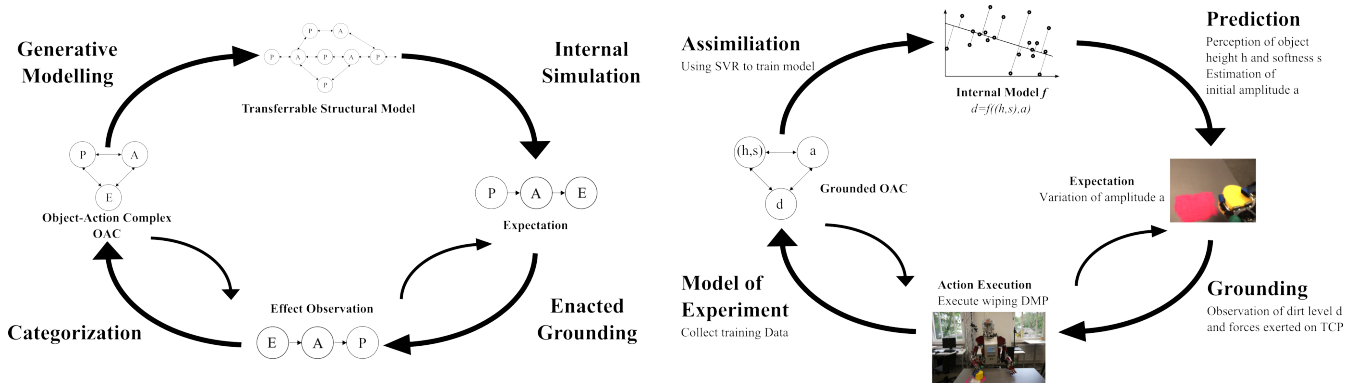 Generative
Modelling
P
A
P
A
P
A
P
P
Transferrable Structural Model
Internal
Simulation
P
A
E
Object-Action Complex
OAC
P
A
E
Expectation
Categorization
Effect Observation
E
A
P
Enacted
Grounding
Assimiliation
Using SVR to train model
Internal Model f
d=f((h,s),a)
Prediction
Perception of object
height h and softness s
Estimation of
initial amplitude a
(h,s)
a
d
Grounded OAC
Expectation
Variation of amplitude a
Model of
Experiment
Collect training Data
Action Execution
Execute wiping DMP
Grounding
Observation of dirt level d
and forces exerted on TCP